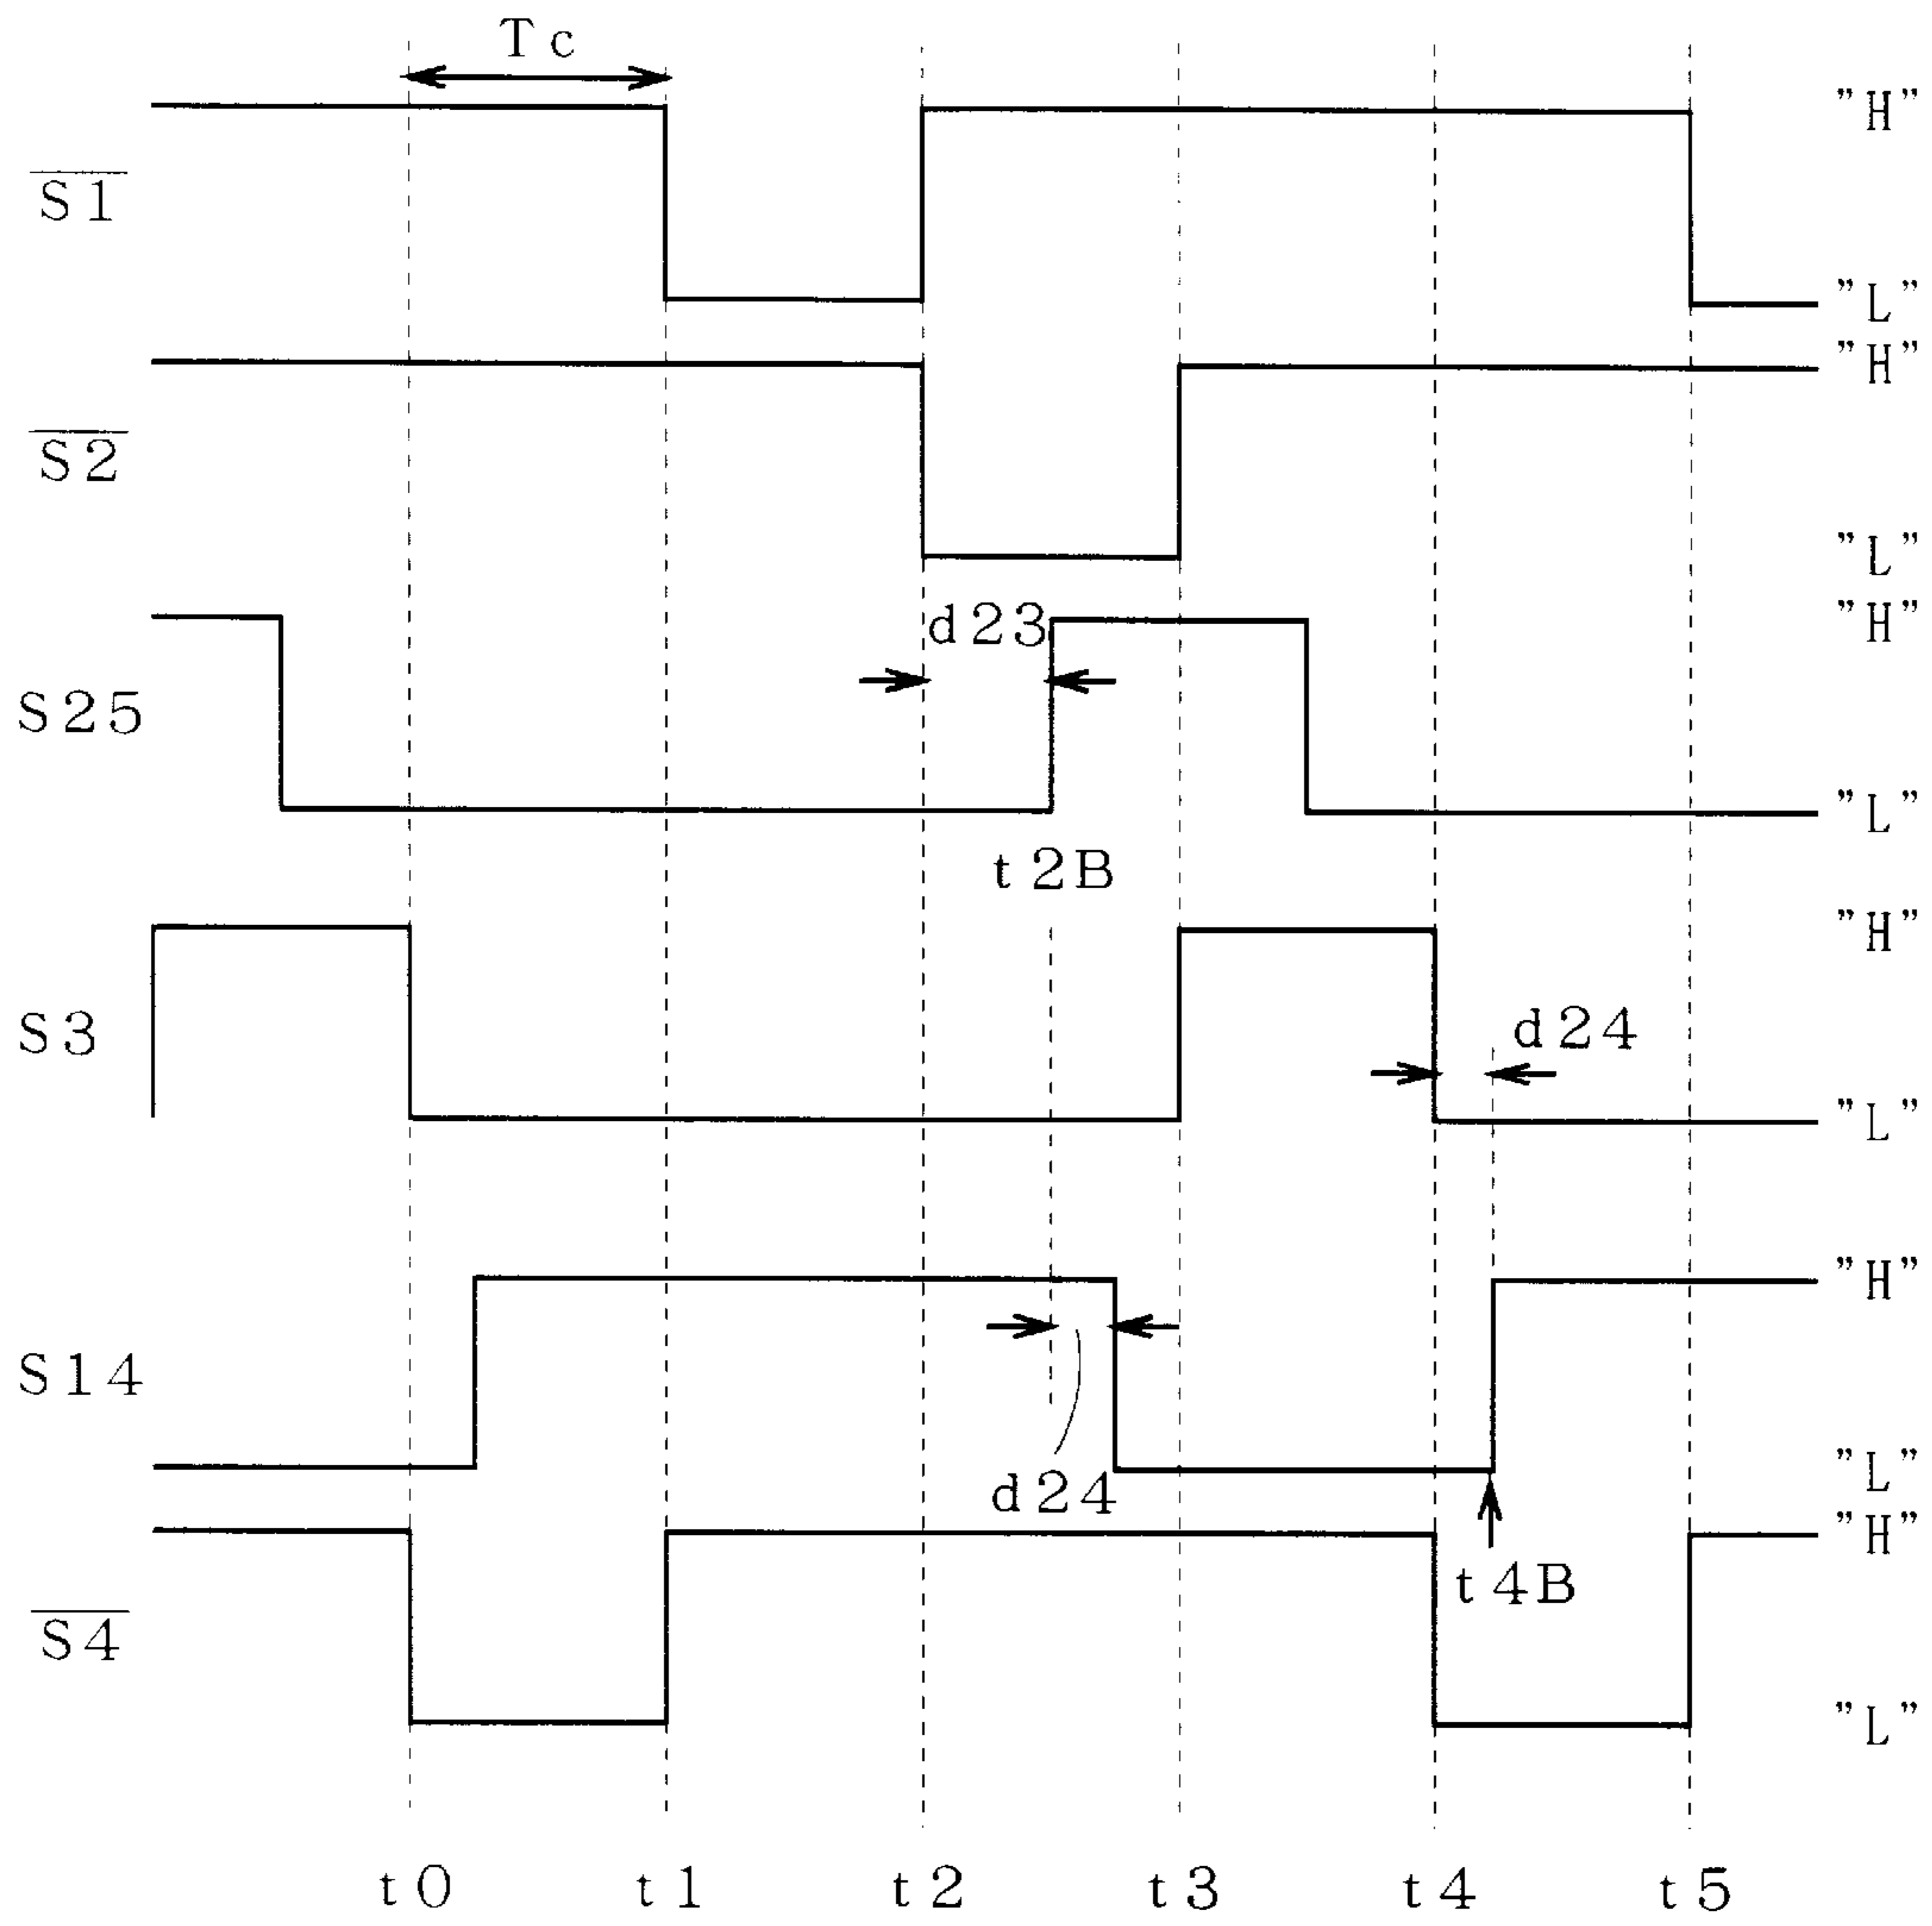 Tc
"H"
S1
"L"
"H"
S2
"L"
"H"
d23
S25
"L"
t2B
"H"
S3
d24
"L"
"H"
S14
"L"
d24
"H"
t4B
S4
"L"
t0 t1 t2 t3 t4 t5